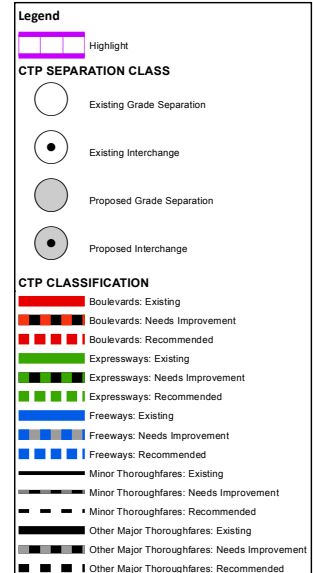 Legend
Highlight
CTP SEPARATION CLASS
Existing Grade Separation
Existing Interchange
Proposed Grade Separation
Proposed Interchange
CTP CLASSIFICATION
Boulevards: Existing
Boulevards: Needs Improvement
Boulevards: Recommended
Expressways: Existing
Expressways: Needs Improvement
Expressways: Recommended
Freeways: Existing
Freeways: Needs Improvement
Freeways: Recommended
Minor Thoroughfares: Existing
Minor Thoroughfares: Needs Improvement
Minor Thoroughfares: Recommended
Other Major Thoroughfares: Existing
Other Major Thoroughfares: Needs Improvement
Other Major Thoroughfares: Recommended